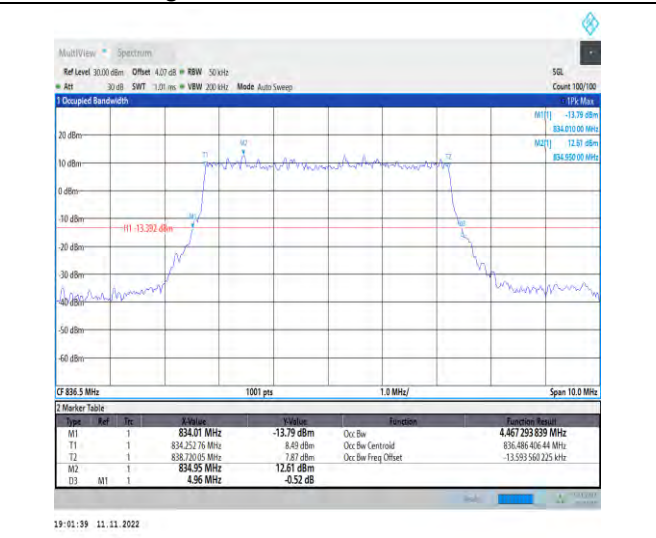 MultiView Spectrum
Ref Level 30.00 dBm Offset 4.07 dB RBW 50 kHz SGL
Att 30 dB SWT 1.01 ms VBW 200 kHz Mode Auto Sweep Count 100/100
1 Occupied Bandwidth 1Pk Max
M1[1] -13.79 dBm
834.010 00 MHz
M2[1] 12.61 dBm
834.950 00 MHz
20 dBm
M2
T1 T2
10 dBm
0 dBm
-10 dBm
M1
H1 -13.392 dBm
-20 dBm
-30 dBm
-40 dBm
-50 dBm
-60 dBm
CF 836.5 MHz 1001 pts 1.0 MHz/ Span 10.0 MHz
2 Marker Table
Type Ref Trc X-Value Y-Value Function Function Result
M1 1 834.01 MHz -13.79 dBm Occ Bw 4.467 293 839 MHz
T1 1 834.252 76 MHz 8.49 dBm Occ Bw Centroid 836.486 406 44 MHz
T2 1 838.720 05 MHz 7.87 dBm Occ Bw Freq Offset -13.593 560 225 kHz
M2 1 834.95 MHz 12.61 dBm
D3 M1 1 4.96 MHz -0.52 dB
19:01:39 11.11.2022